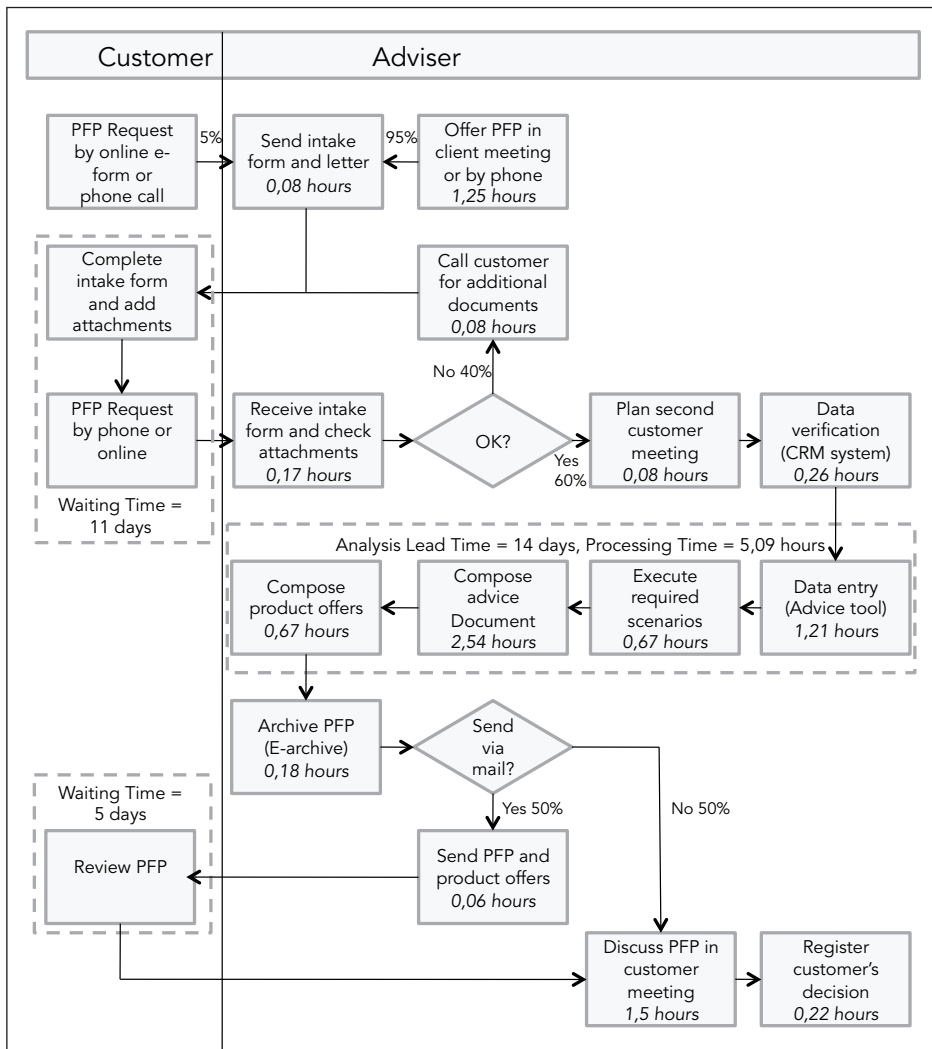 Customer
Adviser
PFP Request
by online e-
form or
phone call
5%
Send intake
form and letter
0,08 hours
95%
Offer PFP in
client meeting
or by phone
1,25 hours
Complete
intake form
and add
attachments
Call customer
for additional
documents
0,08 hours
No 40%
PFP Request
by phone or
online
Waiting Time =
11 days
Receive intake
form and check
attachments
0,17 hours
OK?
Yes
60%
Plan second
customer
meeting
0,08 hours
Data
verification
(CRM system)
0,26 hours
Analysis Lead Time = 14 days, Processing Time = 5,09 hours
Compose
product offers
0,67 hours
Compose
advice
Document
2,54 hours
Execute
required
scenarios
0,67 hours
Data entry
(Advice tool)
1,21 hours
Archive PFP
(E-archive)
0,18 hours
Send
via
mail?
Yes 50%
No 50%
Waiting Time =
5 days
Review PFP
Send PFP and
product offers
0,06 hours
Discuss PFP in
customer
meeting
1,5 hours
Register
customer's
decision
0,22 hours